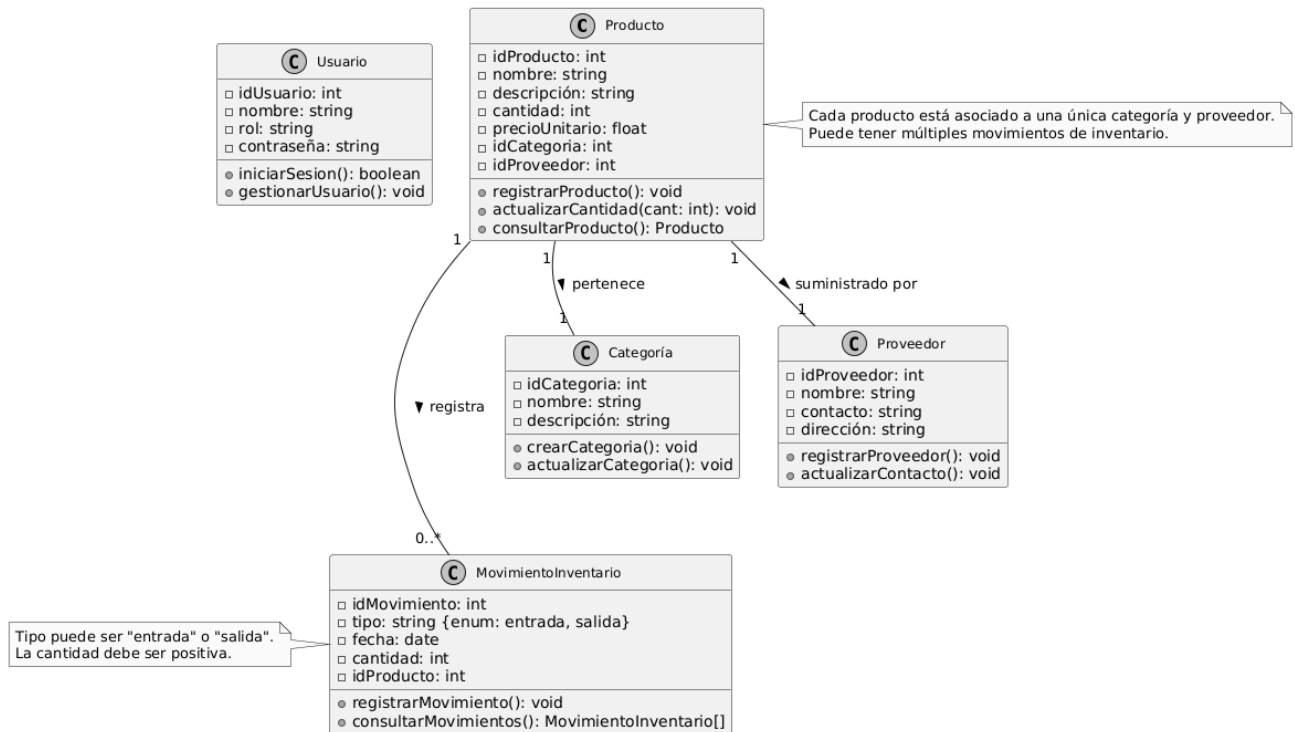 Usuario
idUsuario: int
nombre: string
rol: string
contraseña: string
iniciarSesion(): boolean
gestionarUsuario(): void
Producto
idProducto: int
nombre: string
descripción: string
cantidad: int
precioUnitario: float
idCategoria: int
idProveedor: int
registrarProducto(): void
actualizarCantidad(cant: int): void
consultarProducto(): Producto
Cada producto está asociado a una única categoría y proveedor.
Puede tener múltiples movimientos de inventario.
1
1
1
pertenece
suministrado por
1
1
Categoría
idCategoria: int
nombre: string
descripción: string
crearCategoria(): void
actualizarCategoria(): void
Proveedor
idProveedor: int
nombre: string
contacto: string
dirección: string
registrarProveedor(): void
actualizarContacto(): void
registra
0..*
MovimientoInventario
idMovimiento: int
tipo: string {enum: entrada, salida}
fecha: date
cantidad: int
idProducto: int
registrarMovimiento(): void
consultarMovimientos(): MovimientoInventario[]
Tipo puede ser "entrada" o "salida".
La cantidad debe ser positiva.